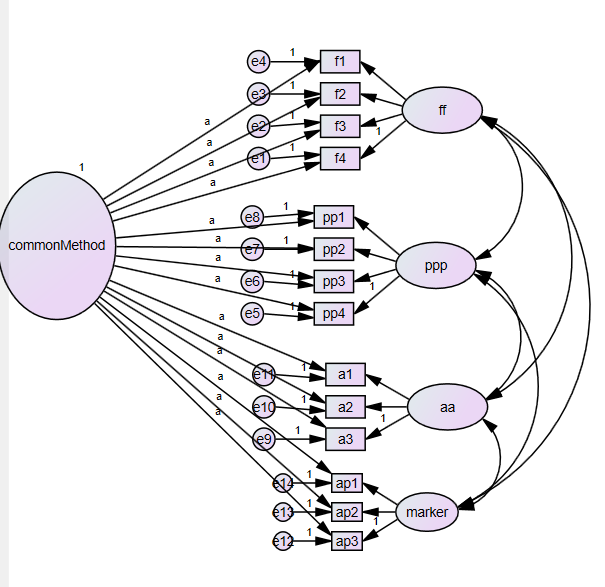 e4 1 f1
e3 1 f2
a
e2 1 f3
ff
a
1
a
e1 1 f4
1
a
commonMethod
e8 1 pp1
a
e7 1 pp2
a
ppp
e6 1 pp3
a
1
a
e5 1 pp4
a
e11 1 a1
a
a
e10 1 a2
aa
a
1
a
e9 1 a3
a
e14 1 ap1
e13 1 ap2
marker
1
e12 1 ap3